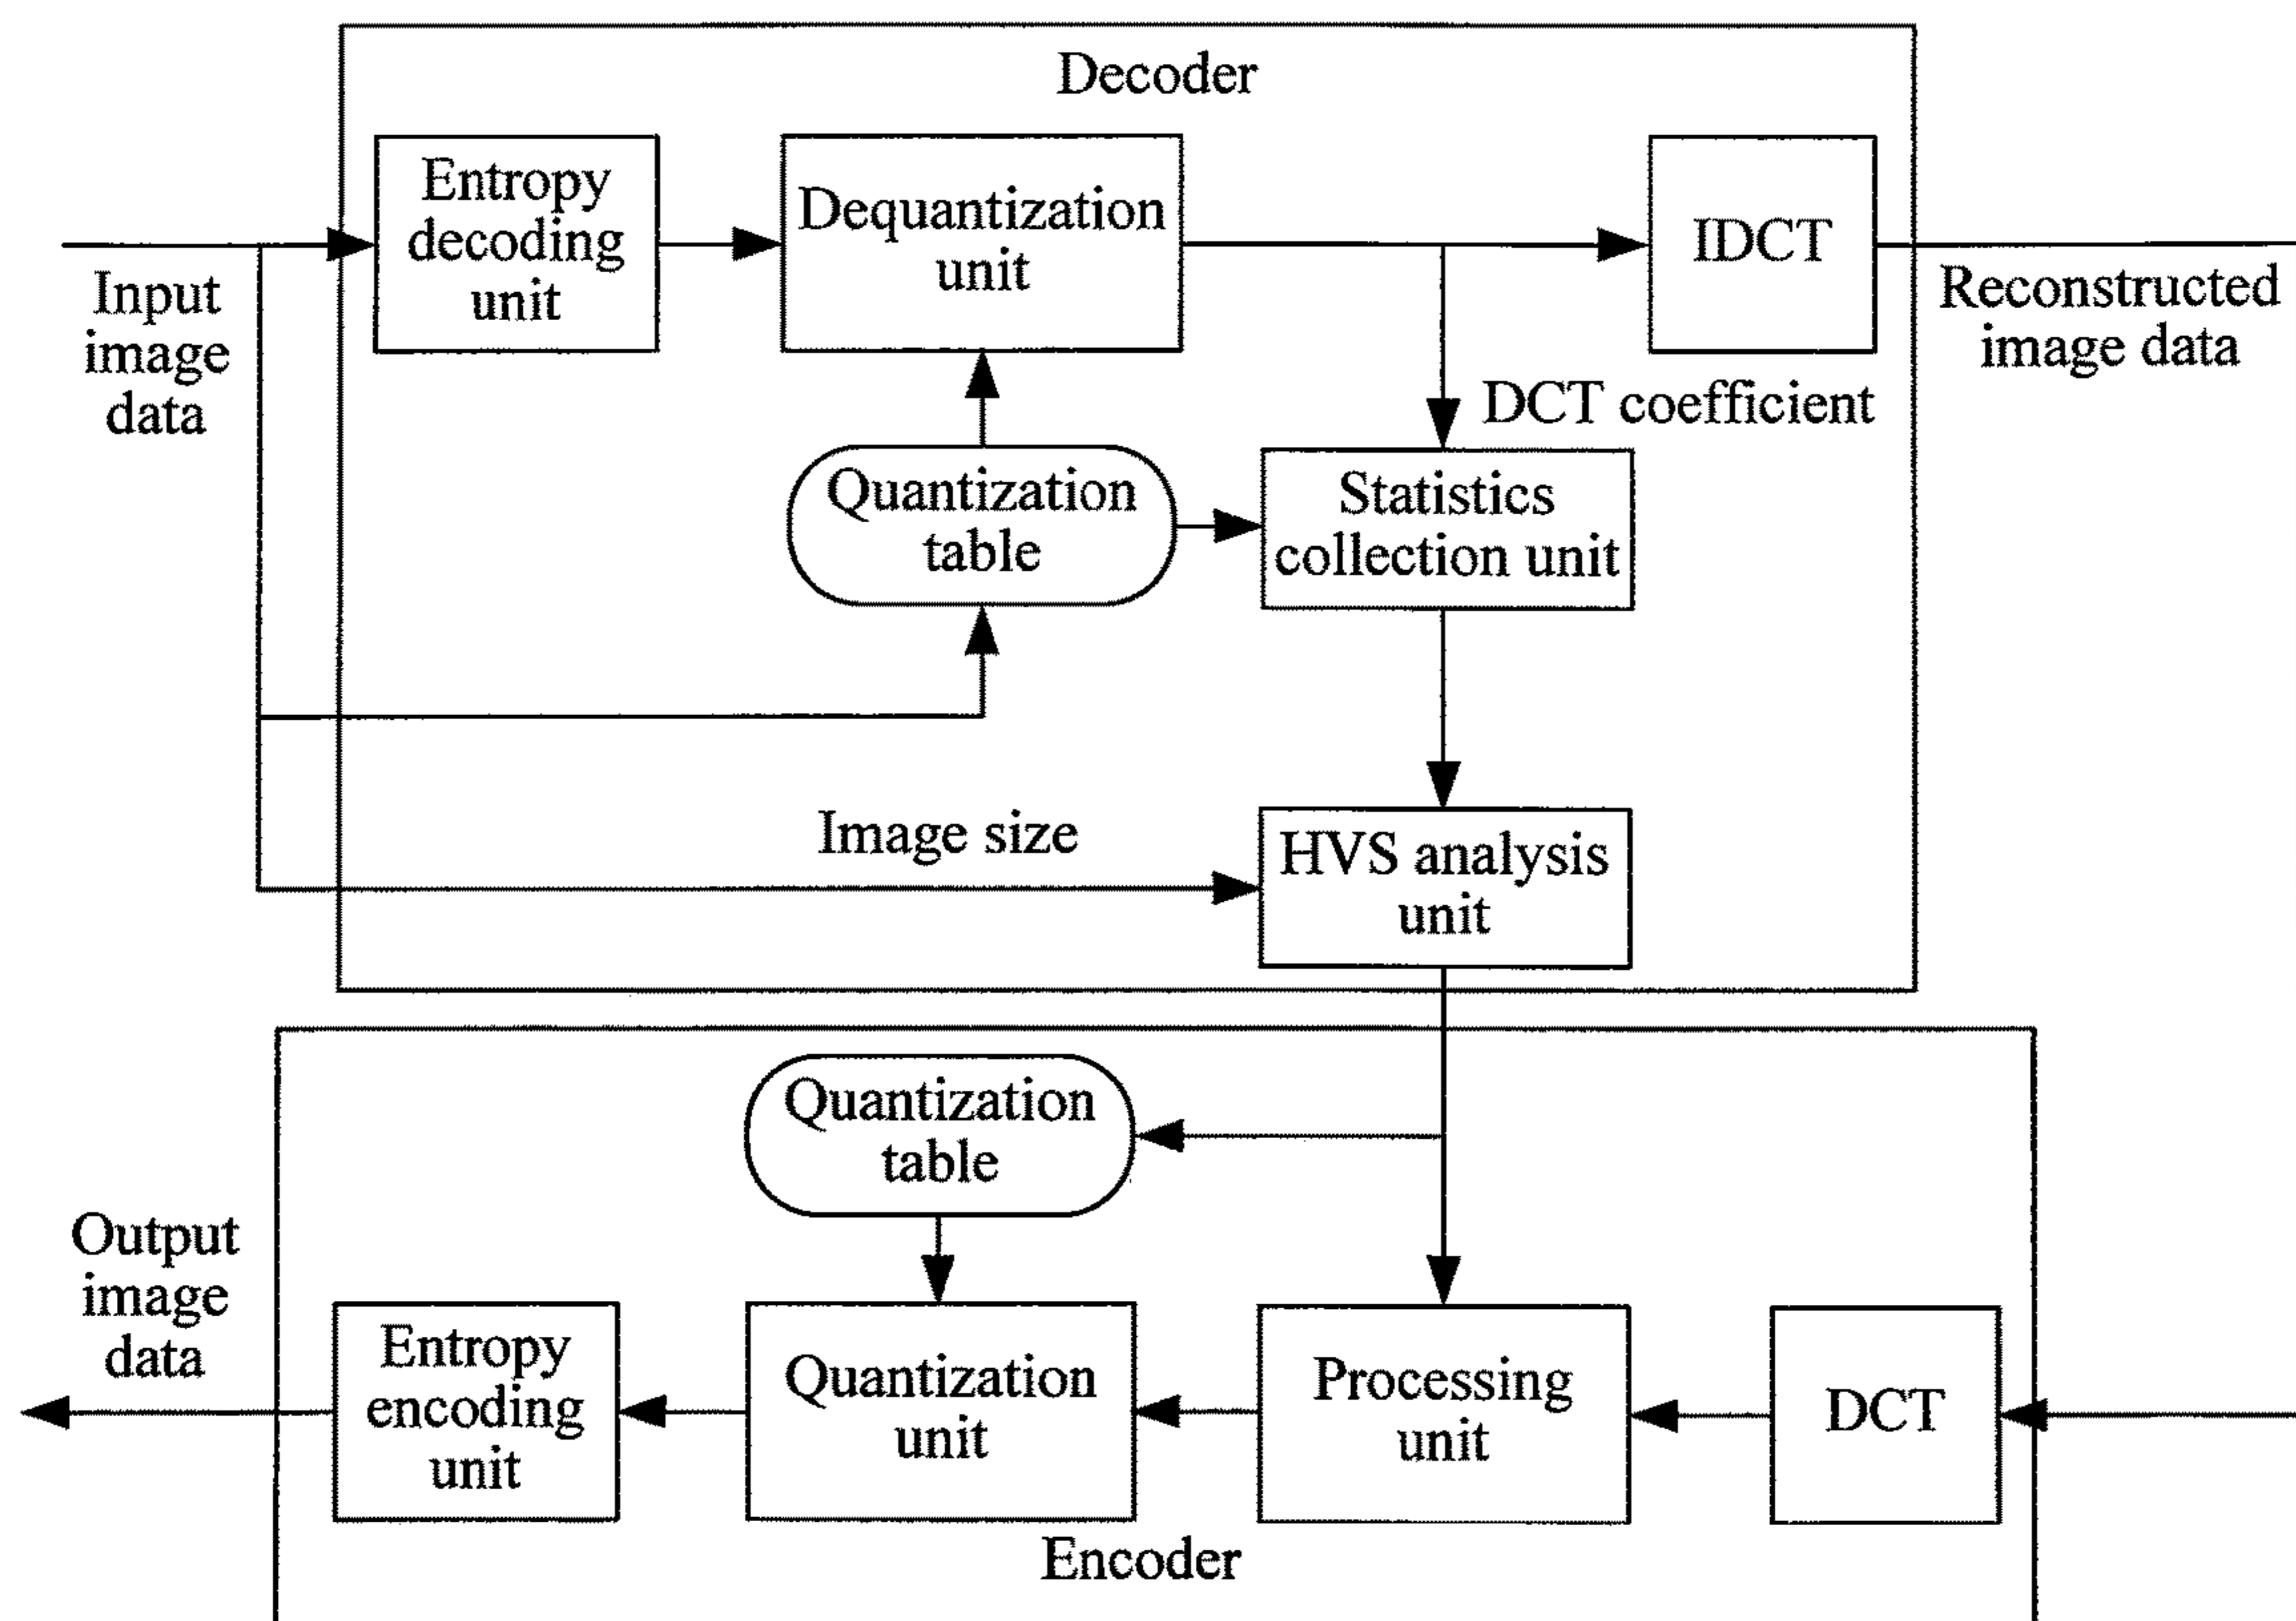 Decoder
Entropy
decoding
unit
Dequantization
unit
IDCT
Input
image
data
Reconstructed
image data
DCT coefficient
Quantization
table
Statistics
collection unit
Image size
HVS analysis
unit
Quantization
table
Output
image
data
Entropy
encoding
unit
Quantization
unit
Processing
unit
DCT
Encoder